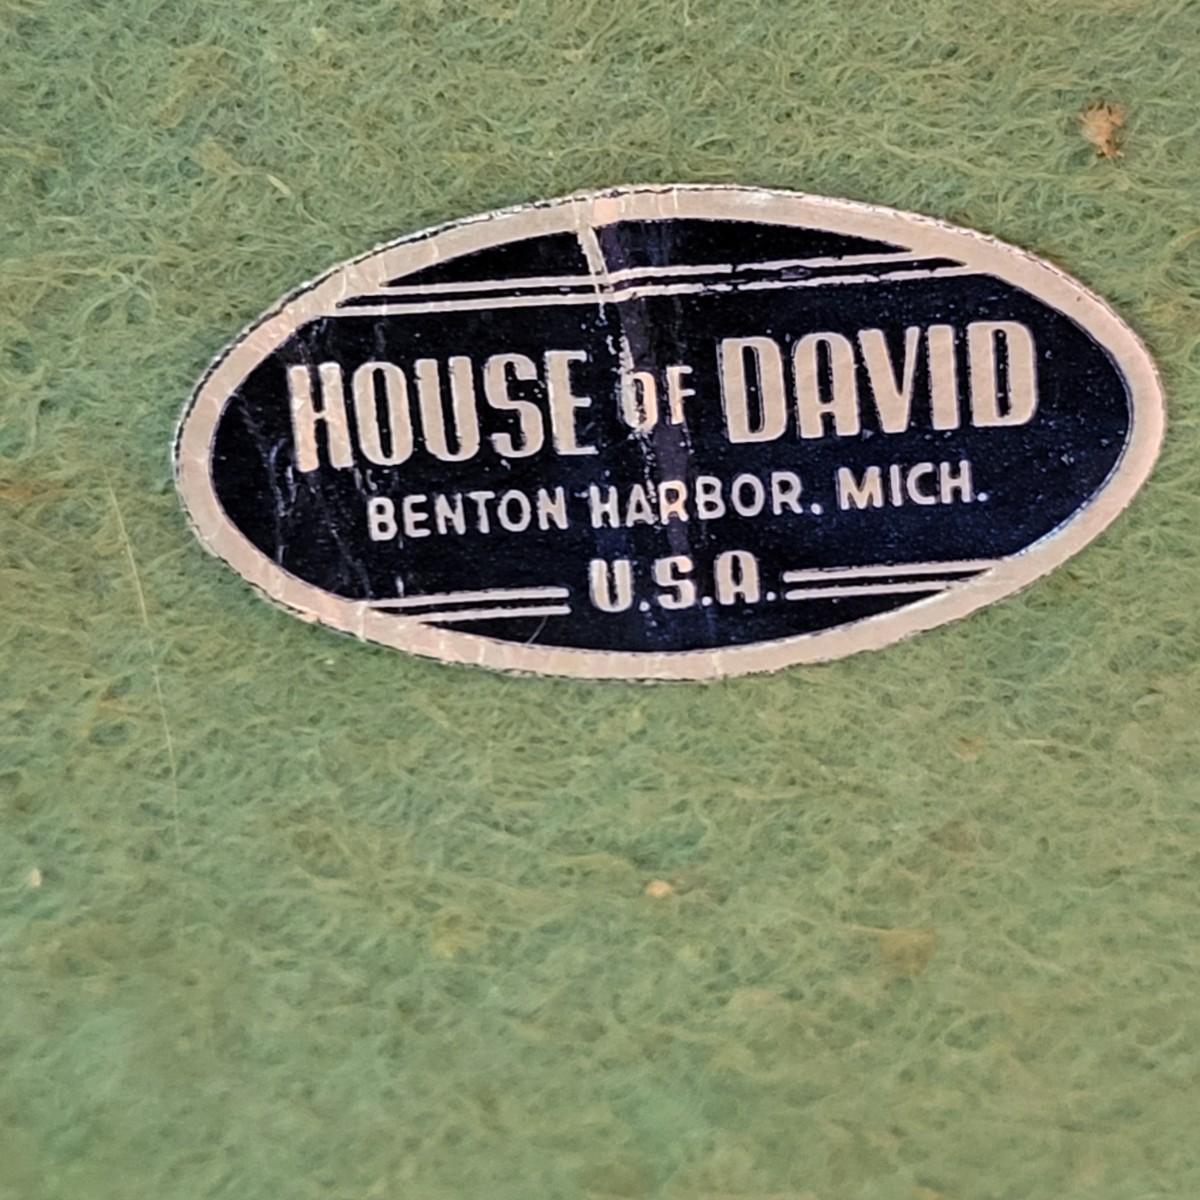 HOUSE OF DAVID
BENTON HARBOR, MICH.
U.S.A.